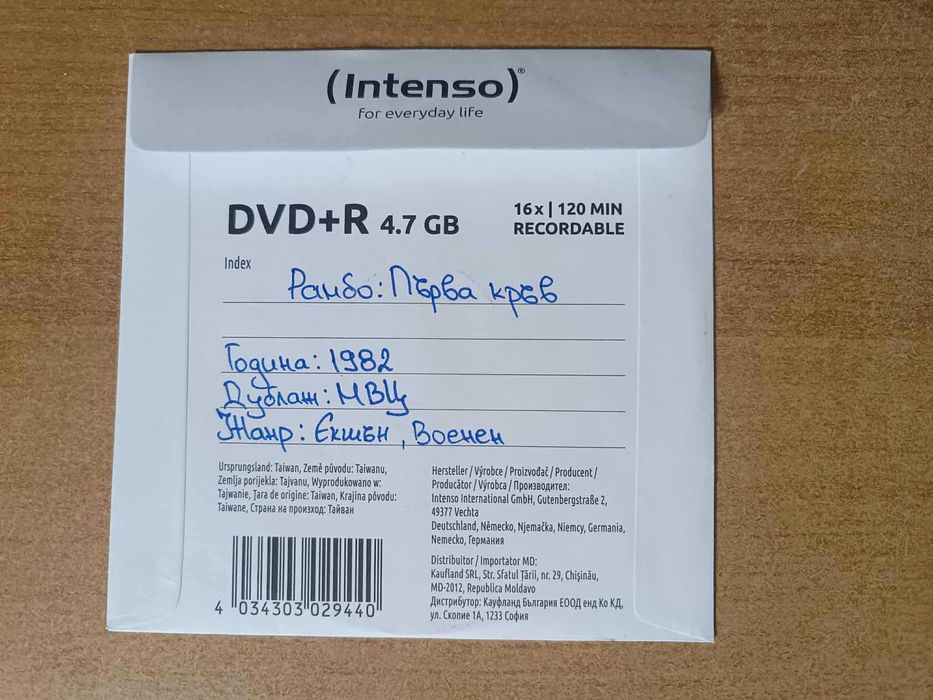 (Intenso)®
for everyday life
DVD+R 4.7 GB
16x | 120 MIN
RECORDABLE
Index
Рамбо: Първа кръв
Година: 1982
Дублаж: МВЦ
Жанр: Екшън, Военен
Ursprungsland: Taiwan, Země původu: Taiwanu,
Zemlja porijekla: Tajvanu, Wyprodukowano w:
Tajwanie, Țara de origine: Taiwan, Krajina pôvodu:
Taiwane, Страна на произход: Тайван
4 034303 029440
Hersteller / Výrobce / Proizvođač / Producent /
Producător / Výrobca / Производител:
Intenso International GmbH, Gutenbergstraße 2,
49377 Vechta
Deutschland, Německo, Njemačka, Niemcy, Germania,
Nemecko, Германия
Distribuitor / Importator MD:
Kaufland SRL, Str. Sfatul Țării, nr. 29, Chișinău,
MD-2012, Republica Moldavo
Дистрибутор: Кауфланд България ЕООД енд Ко КД,
ул. Скопие 1А, 1233 София